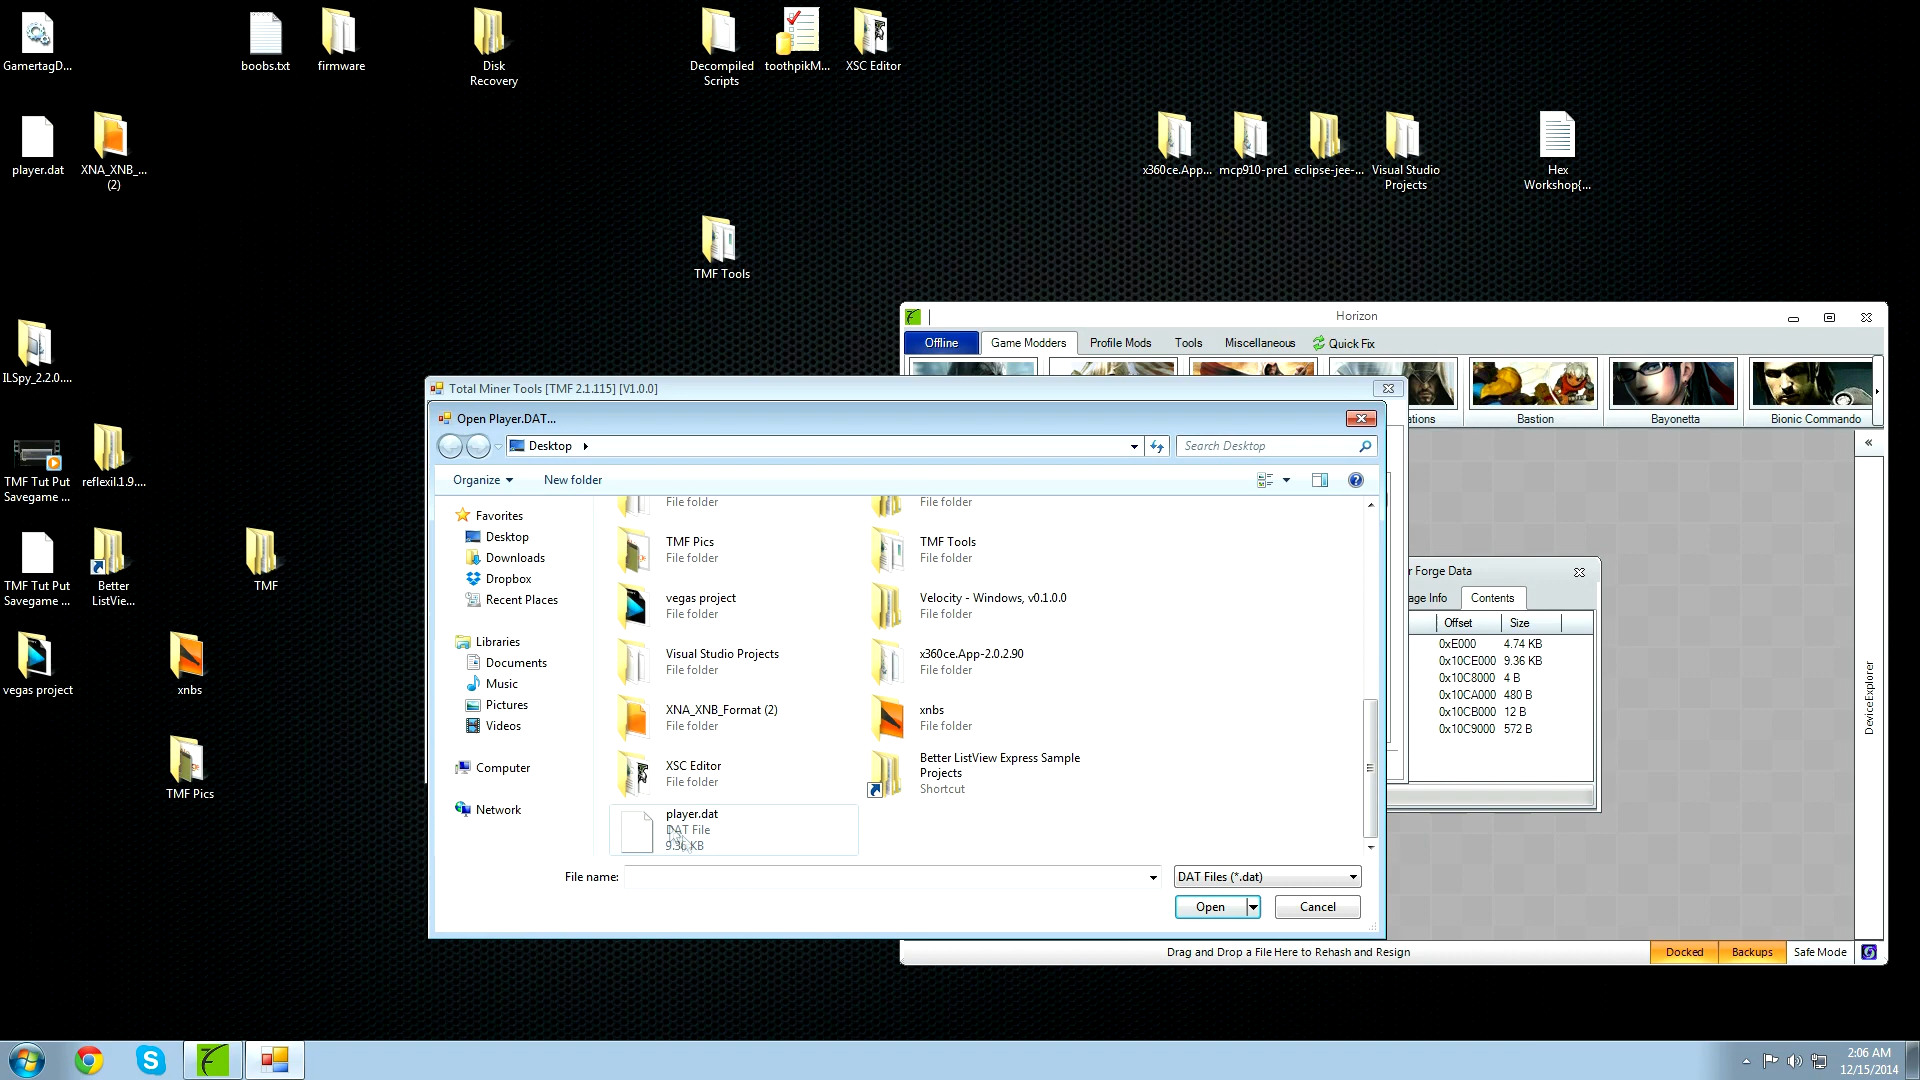 GamertagD...
boobs.txt
firmware
Disk
Recovery
Decompiled
Scripts
toothpikM...
XSC Editor
player.dat
XNA_XNB_...
(2)
x360ce.App...
mcp910-pre1
eclipse-jee-...
Visual Studio
Projects
Hex
Workshop{...
TMF Tools
ILSpy_2.2.0....
TMF Tut Put
Savegame ...
reflexil.1.9....
TMF Tut Put
Savegame ...
Better
ListVie...
TMF
vegas project
xnbs
TMF Pics
Horizon
Offline
Game Modders
Profile Mods
Tools
Miscellaneous
Quick Fix
ations
Bastion
Bayonetta
Bionic Commando
Total Miner Tools [TMF 2.1.115] [V1.0.0]
Open Player.DAT...
Desktop
Search Desktop
Organize
New folder
Favorites
Desktop
Downloads
Dropbox
Recent Places
Libraries
Documents
Music
Pictures
Videos
Computer
Network
File folder
File folder
TMF Pics
File folder
TMF Tools
File folder
vegas project
File folder
Velocity - Windows, v0.1.0.0
File folder
Visual Studio Projects
File folder
x360ce.App-2.0.2.90
File folder
XNA_XNB_Format (2)
File folder
xnbs
File folder
XSC Editor
File folder
Better ListView Express Sample
Projects
Shortcut
player.dat
DAT File
9.36 KB
File name:
DAT Files (*.dat)
Open
Cancel
r Forge Data
age Info
Contents
Offset
Size
0xE000
4.74 KB
0x10CE000
9.36 KB
0x10C8000
4 B
0x10CA000
480 B
0x10CB000
12 B
0x10C9000
572 B
DeviceExplorer
Drag and Drop a File Here to Rehash and Resign
Docked
Backups
Safe Mode
2:06 AM
12/15/2014